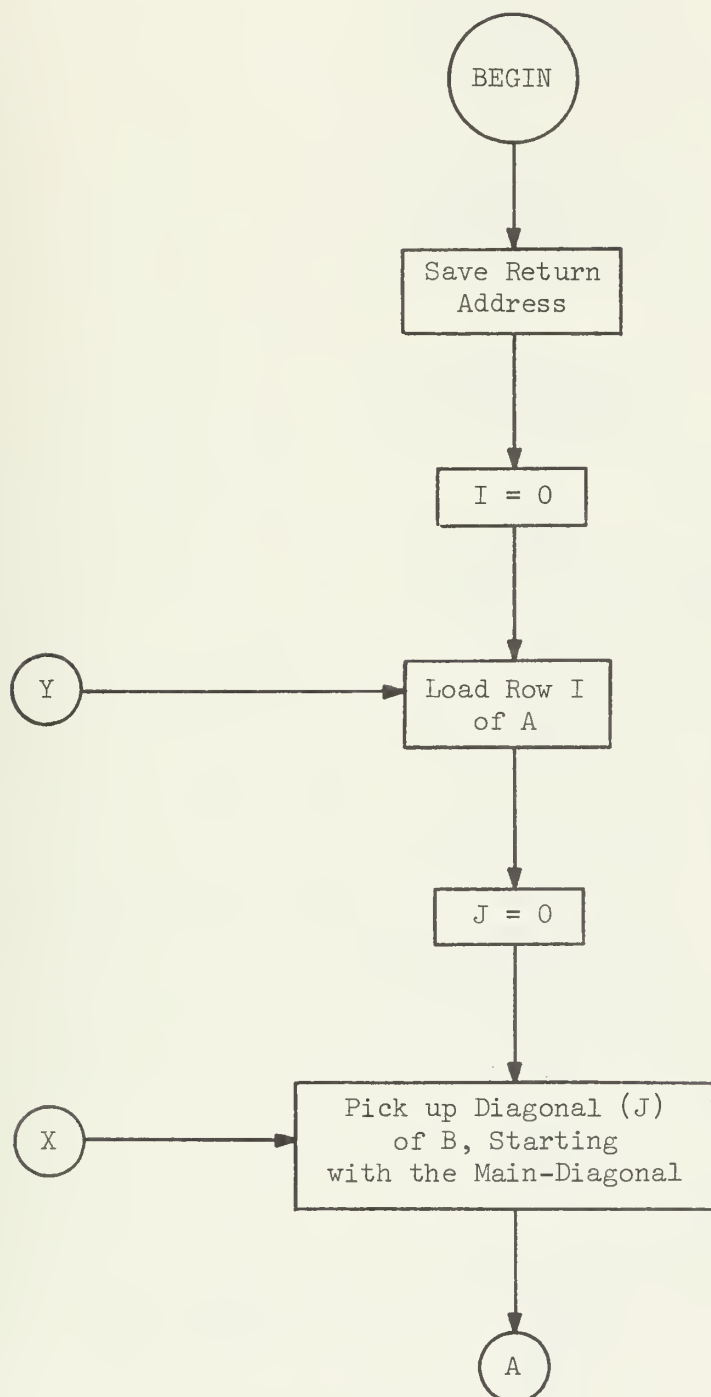 BEGIN
Save Return
Address
I = 0
Y
Load Row I
of A
J = 0
X
Pick up Diagonal (J)
of B, Starting
with the Main-Diagonal
A